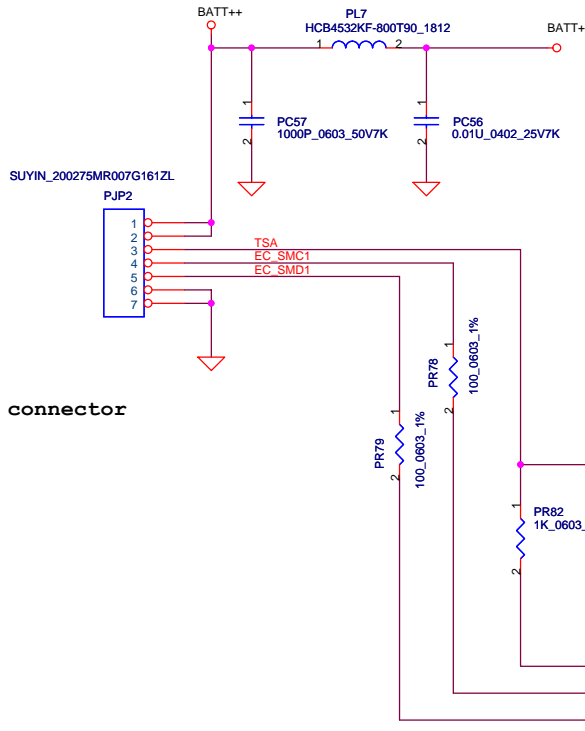 BATT++
PL7
BATT+
HCB4532KF-800T90_1812
1
2
1
PC57
1000P_0603_50V7K
2
1
PC56
0.01U_0402_25V7K
2
SUYIN_200275MR007G161ZL
PJP2
1
2
3
TSA
4
EC_SMC1
5
EC_SMD1
6
7
1
PR78
100_0603_1%
2
connector
1
PR79
100_0603_1%
2
1
PR82
1K_0603_
2